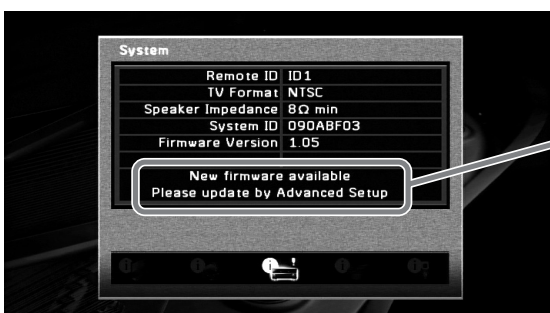 System
Remote ID ID1
TV Format NTSC
Speaker Impedance 8Ω min
System ID 090ABF03
Firmware Version 1.05
New firmware available
Please update by Advanced Setup